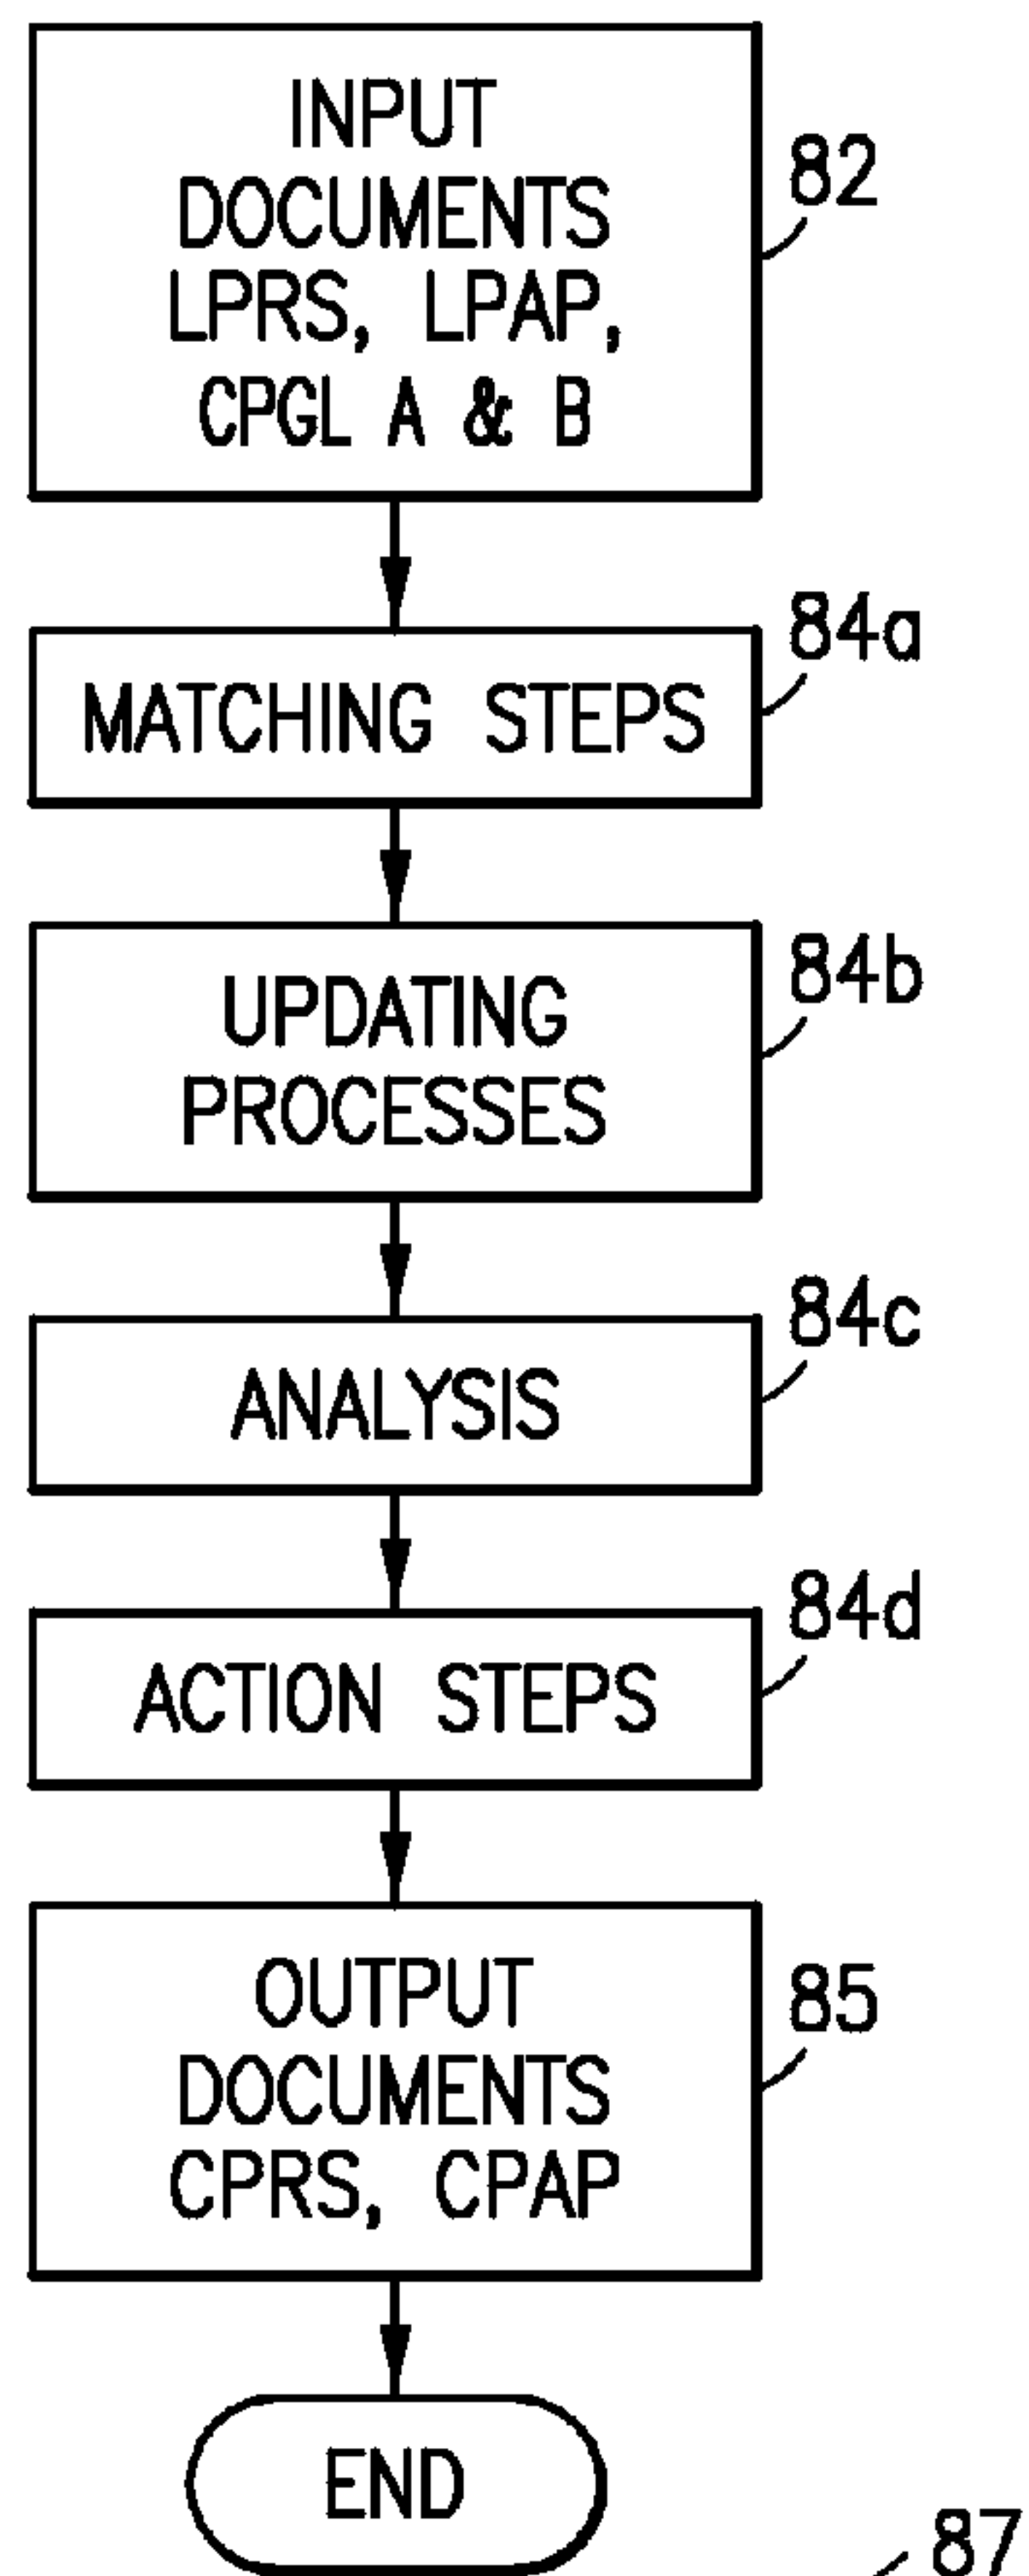 INPUT
DOCUMENTS
LPRS, LPAP,
CPGL A & B
82
MATCHING STEPS
84a
UPDATING
PROCESSES
84b
ANALYSIS
84c
ACTION STEPS
84d
OUTPUT
DOCUMENTS
CPRS, CPAP
85
END
87